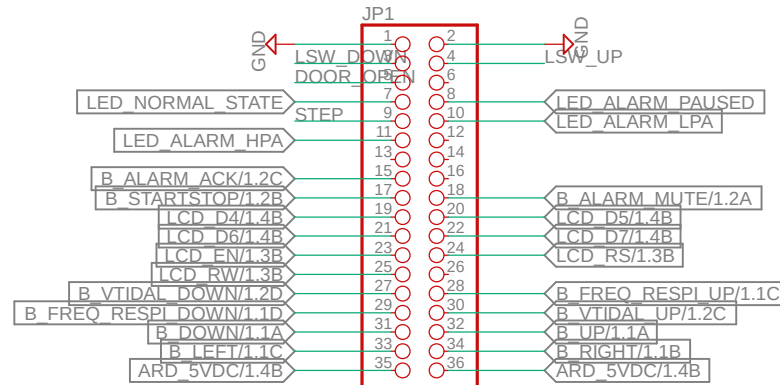 JP1
GND 1 2 GND
LSW_DOWN 3 4 LSW_UP
DOOR_OPEN 5 6
LED_NORMAL_STATE 7 8 LED_ALARM_PAUSED
STEP 9 10 LED_ALARM_LPA
LED_ALARM_HPA 11 12
13 14
B_ALARM_ACK/1.2C 15 16
B_STARTSTOP/1.2B 17 18 B_ALARM_MUTE/1.2A
LCD_D4/1.4B 19 20 LCD_D5/1.4B
LCD_D6/1.4B 21 22 LCD_D7/1.4B
LCD_EN/1.3B 23 24 LCD_RS/1.3B
LCD_RW/1.3B 25 26
B_VTIDAL_DOWN/1.2D 27 28 B_FREQ_RESPI_UP/1.1C
B_FREQ_RESPI_DOWN/1.1D 29 30 B_VTIDAL_UP/1.2C
B_DOWN/1.1A 31 32 B_UP/1.1A
B_LEFT/1.1C 33 34 B_RIGHT/1.1B
ARD_5VDC/1.4B 35 36 ARD_5VDC/1.4B